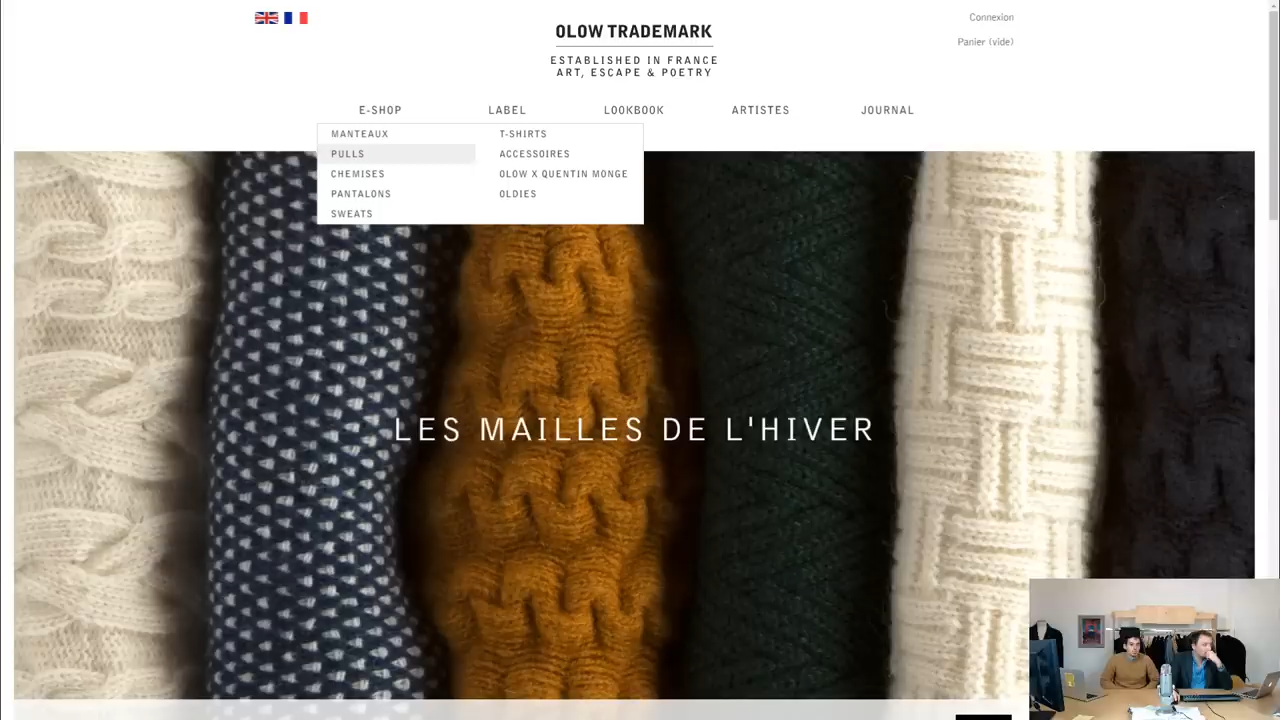 Connexion
OLOW TRADEMARK
Panier (vide)
ESTABLISHED IN FRANCE
ART, ESCAPE & POETRY
E-SHOP LABEL LOOKBOOK ARTISTES JOURNAL
MANTEAUX
PULLS
CHEMISES
PANTALONS
SWEATS
T-SHIRTS
ACCESSOIRES
OLOW X QUENTIN MONGE
OLDIES
LES MAILLES DE L'HIVER